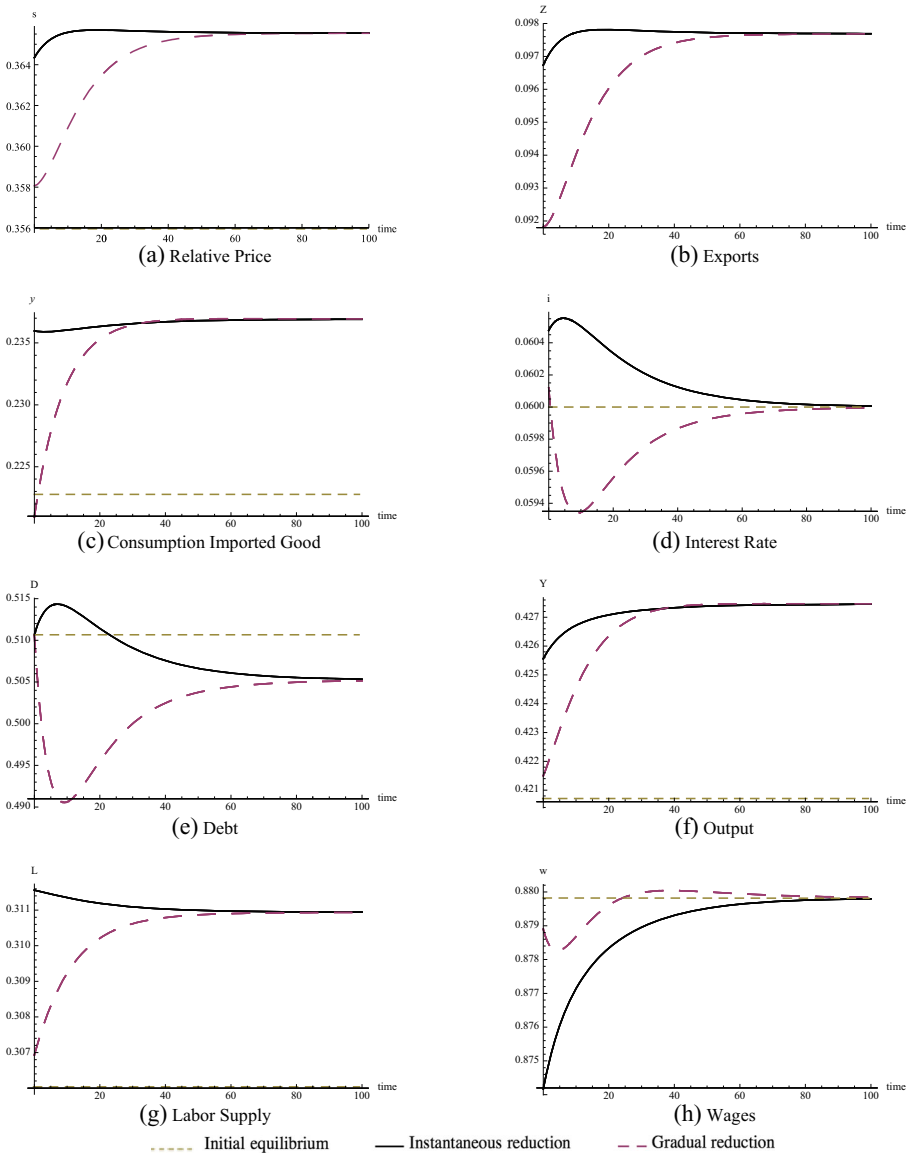 s
0.364
0.362
0.360
0.358
0.356
20 40 60 80 100
time
(a) Relative Price
Z
0.098
0.097
0.096
0.095
0.094
0.093
0.092
20 40 60 80 100
time
(b) Exports
y
0.235
0.230
0.225
20 40 60 80 100
time
(c) Consumption Imported Good
i
0.0604
0.0602
0.0600
0.0598
0.0596
0.0594
20 40 60 80 100
time
(d) Interest Rate
D
0.515
0.510
0.505
0.500
0.495
0.490
20 40 60 80 100
time
(e) Debt
Y
0.427
0.426
0.425
0.424
0.423
0.422
0.421
20 40 60 80 100
time
(f) Output
L
0.311
0.310
0.309
0.308
0.307
20 40 60 80 100
time
(g) Labor Supply
w
0.880
0.879
0.878
0.877
0.876
0.875
20 40 60 80 100
time
(h) Wages
Initial equilibrium Instantaneous reduction Gradual reduction